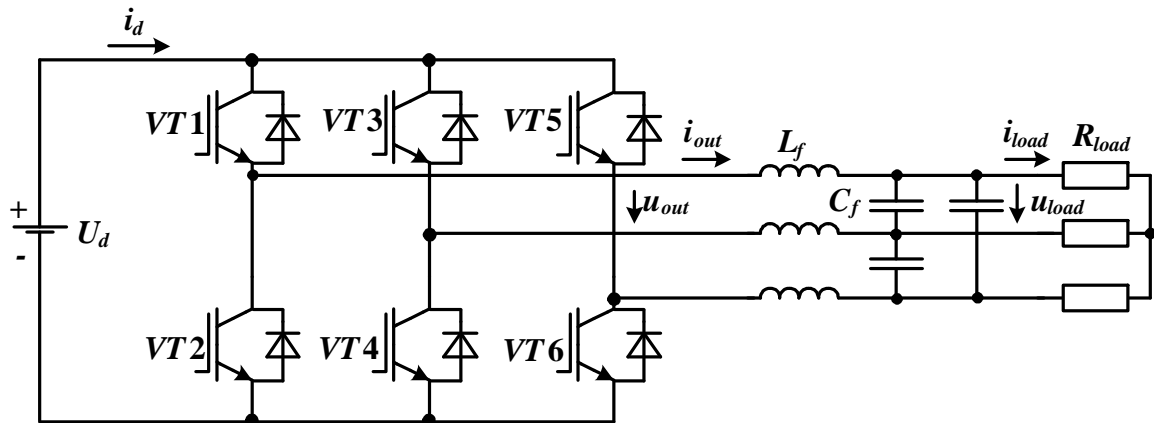 i_d
VT1
VT3
VT5
i_out
L_f
i_load
R_load
+
U_d
-
u_out
C_f
u_load
VT2
VT4
VT6